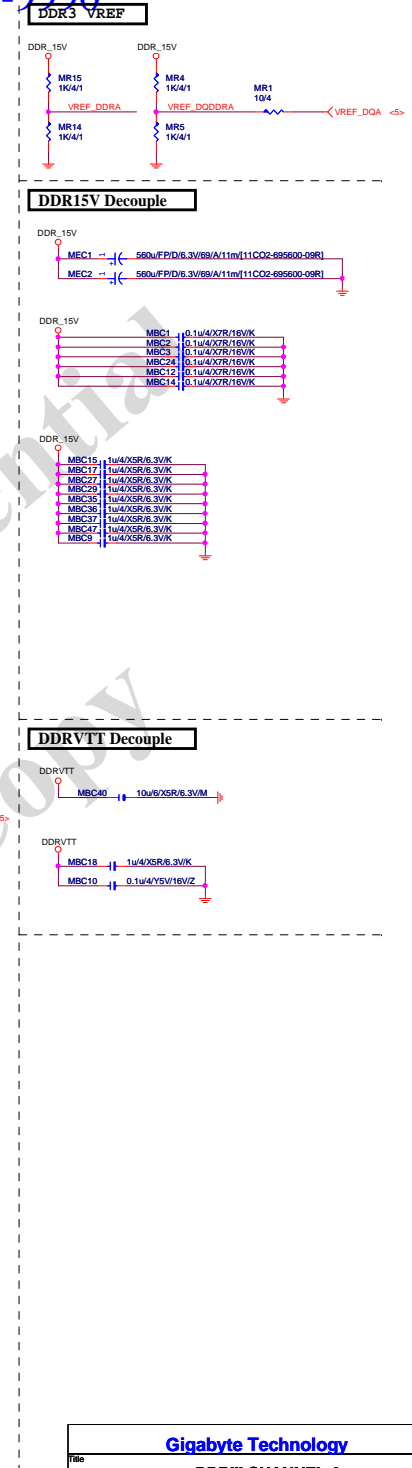 DDR3 VREF
DDR_15V
DDR_15V
MR15
1K/4/1
MR4
1K/4/1
MR1
10/4
VREF_DDRA
VREF_DQDDRA
VREF_DQA <5>
MR14
1K/4/1
MR5
1K/4/1
DDR15V Decouple
DDR_15V
MEC1 1 + 560u/FP/D/6.3V/69/A/11m/[11CO2-695600-09R]
MEC2 1 + 560u/FP/D/6.3V/69/A/11m/[11CO2-695600-09R]
DDR_15V
MBC1 0.1u/4/X7R/16V/K
MBC2 0.1u/4/X7R/16V/K
MBC3 0.1u/4/X7R/16V/K
MBC24 0.1u/4/X7R/16V/K
MBC12 0.1u/4/X7R/16V/K
MBC14 0.1u/4/X7R/16V/K
DDR_15V
MBC15 1u/4/X5R/6.3V/K
MBC17 1u/4/X5R/6.3V/K
MBC27 1u/4/X5R/6.3V/K
MBC29 1u/4/X5R/6.3V/K
MBC35 1u/4/X5R/6.3V/K
MBC36 1u/4/X5R/6.3V/K
MBC37 1u/4/X5R/6.3V/K
MBC47 1u/4/X5R/6.3V/K
MBC9 1u/4/X5R/6.3V/K
DDRVTT Decouple
DDRVTT
MBC40 10u/6/X5R/6.3V/M
5>
DDRVTT
MBC18 1u/4/X5R/6.3V/K
MBC10 0.1u/4/Y5V/16V/Z
Gigabyte Technology
Title